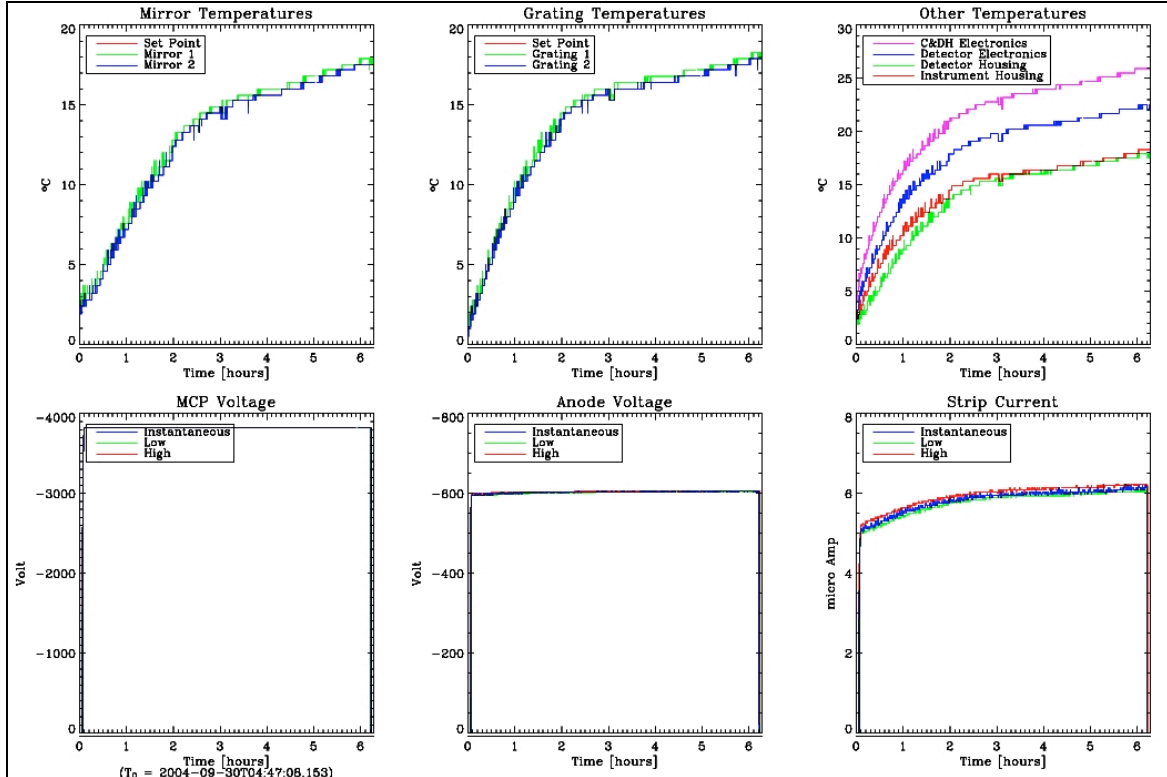 Mirror Temperatures
20
15
10
5
0
°C
Set Point
Mirror 1
Mirror 2
0 1 2 3 4 5 6
Time [hours]
Grating Temperatures
20
15
10
5
0
°C
Set Point
Grating 1
Grating 2
0 1 2 3 4 5 6
Time [hours]
Other Temperatures
30
25
20
15
10
5
0
°C
C&DH Electronics
Detector Electronics
Detector Housing
Instrument Housing
0 1 2 3 4 5 6
Time [hours]
MCP Voltage
-4000
-3000
-2000
-1000
0
Volt
Instantaneous
Low
High
0 1 2 3 4 5 6
Time [hours]
(T0 = 2004-09-30T04:47:08.153)
Anode Voltage
-800
-600
-400
-200
0
Volt
Instantaneous
Low
High
0 1 2 3 4 5 6
Time [hours]
Strip Current
8
6
4
2
0
micro Amp
Instantaneous
Low
High
0 1 2 3 4 5 6
Time [hours]